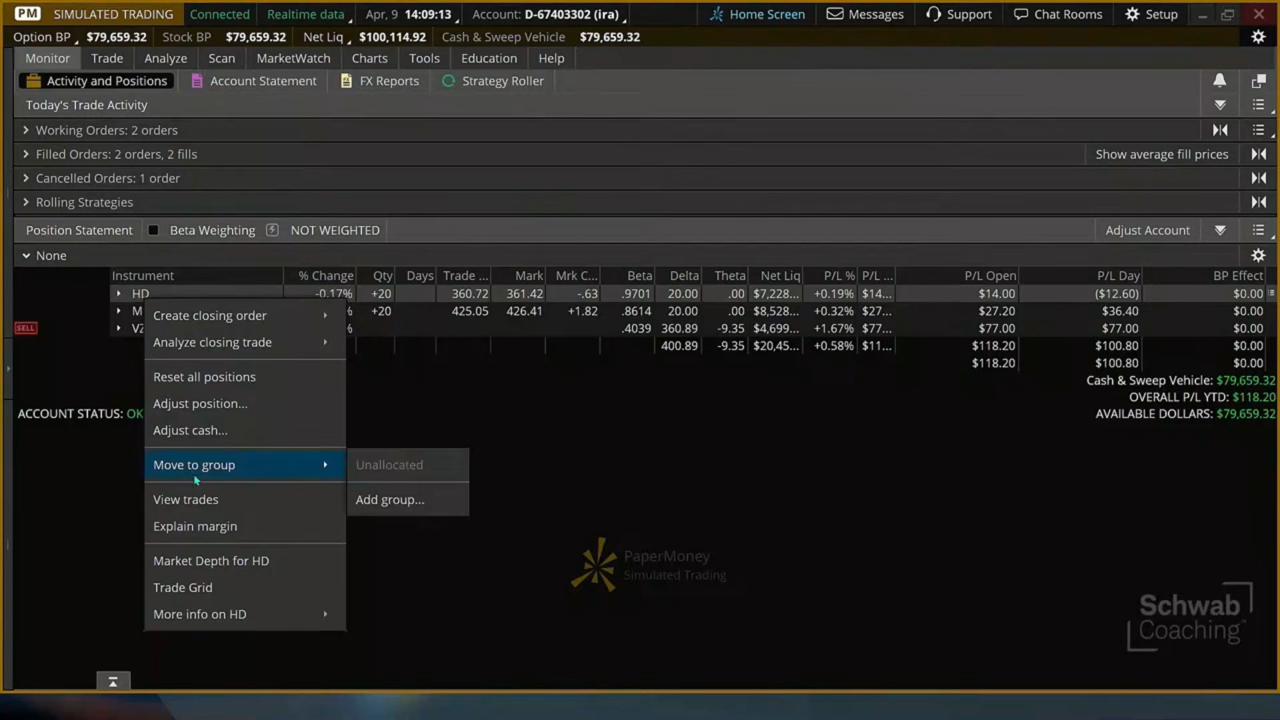 PM SIMULATED TRADING Connected Realtime data Apr, 9 14:09:13 Account: D-67403302 (ira) Home Screen Messages Support Chat Rooms Setup
Option BP $79,659.32 Stock BP $79,659.32 Net Liq $100,114.92 Cash & Sweep Vehicle $79,659.32
Monitor Trade Analyze Scan MarketWatch Charts Tools Education Help
Activity and Positions Account Statement FX Reports Strategy Roller
Today's Trade Activity
Working Orders: 2 orders
Filled Orders: 2 orders, 2 fills Show average fill prices
Cancelled Orders: 1 order
Rolling Strategies
Position Statement Beta Weighting NOT WEIGHTED Adjust Account
None
Instrument % Change Qty Days Trade ... Mark Mrk C... Beta Delta Theta Net Liq P/L % P/L ... P/L Open P/L Day BP Effect
HD -0.17% +20 360.72 361.42 -.63 .9701 20.00 .00 $7,228... +0.19% $14... $14.00 ($12.60) $0.00
M +20 425.05 426.41 +1.82 .8614 20.00 .00 $8,528... +0.32% $27... $27.20 $36.40 $0.00
SELL VZ % .4039 360.89 -9.35 $4,699... +1.67% $77... $77.00 $77.00 $0.00
400.89 -9.35 $20,45... +0.58% $11... $118.20 $100.80 $0.00
$118.20 $100.80 $0.00
Cash & Sweep Vehicle: $79,659.32
OVERALL P/L YTD: $118.20
ACCOUNT STATUS: OK AVAILABLE DOLLARS: $79,659.32
Create closing order
Analyze closing trade
Reset all positions
Adjust position...
Adjust cash...
Move to group Unallocated
View trades Add group...
Explain margin
Market Depth for HD
Trade Grid
More info on HD
PaperMoney
Simulated Trading
Schwab
Coaching™